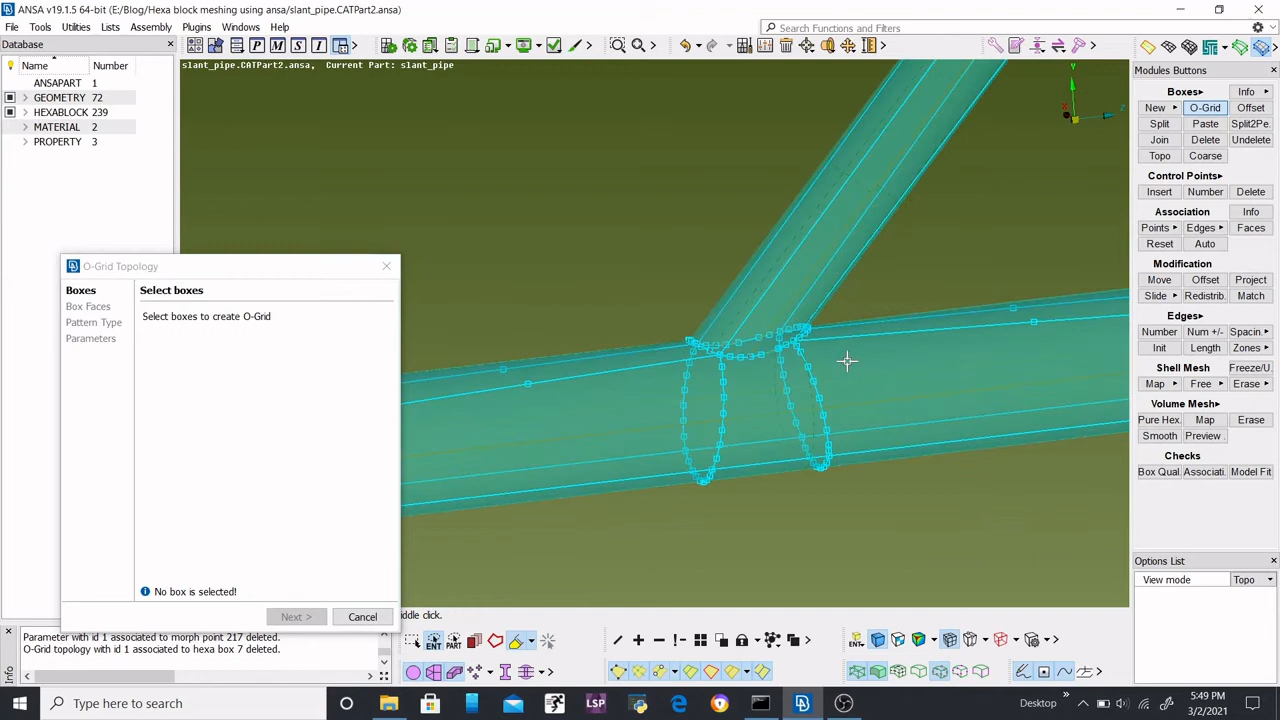 ANSA v19.1.5 64-bit (E:/Blog/Hexa block meshing using ansa/slant_pipe.CATPart2.ansa)
File Tools Utilities Lists Assembly Plugins Windows Help
Search Functions and Filters
Database
Name Number
ANSAPART 1
GEOMETRY 72
HEXABLOCK 239
MATERIAL 2
PROPERTY 3
slant_pipe.CATPart2.ansa, Current Part: slant_pipe
Y
X
Z
O-Grid Topology
Boxes
Box Faces
Pattern Type
Parameters
Select boxes
Select boxes to create O-Grid
No box is selected!
Next >
Cancel
iddle click.
Parameter with id 1 associated to morph point 217 deleted.
O-Grid topology with id 1 associated to hexa box 7 deleted.
Info
ENT PART
ENT
Modules Buttons
Boxes Info
New O-Grid Offset
Split Paste Split2Pe.
Join Delete Undelete
Topo Coarse
Control Points
Insert Number Delete
Association Info
Points Edges Faces
Reset Auto
Modification
Move Offset Project
Slide Redistrib. Match
Edges
Number Num +/- Spacin.
Init Length Zones
Shell Mesh Freeze/U.
Map Free Erase
Volume Mesh
Pure Hex. Map Erase
Smooth Preview .
Checks
Box Qual. Associati. Model Fit
Options List
View mode Topo
Type here to search
LSP
Desktop
5:49 PM
3/2/2021